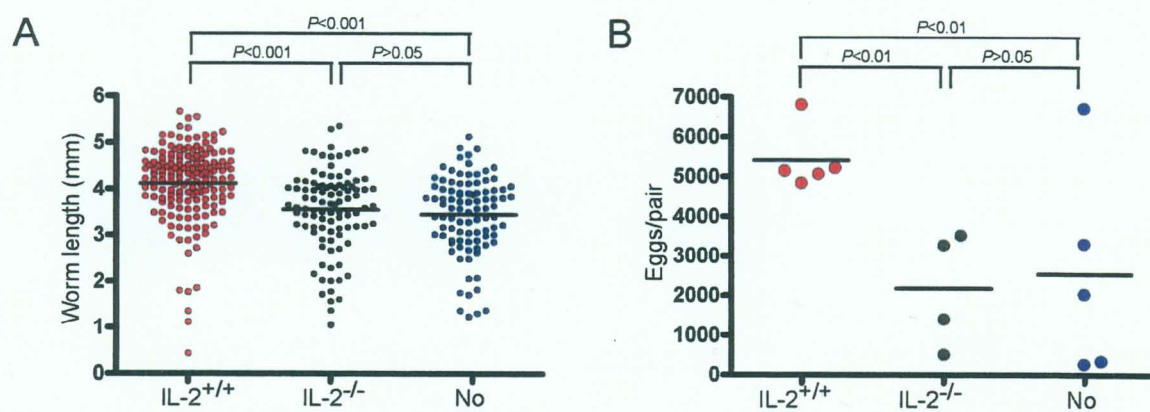 A
P<0.001
P<0.001
P>0.05
Worm length (mm)
6
5
4
3
2
1
0
IL-2+/+
IL-2-/-
No
B
P<0.01
P<0.01
P>0.05
Eggs/pair
7000
6000
5000
4000
3000
2000
1000
0
IL-2+/+
IL-2-/-
No